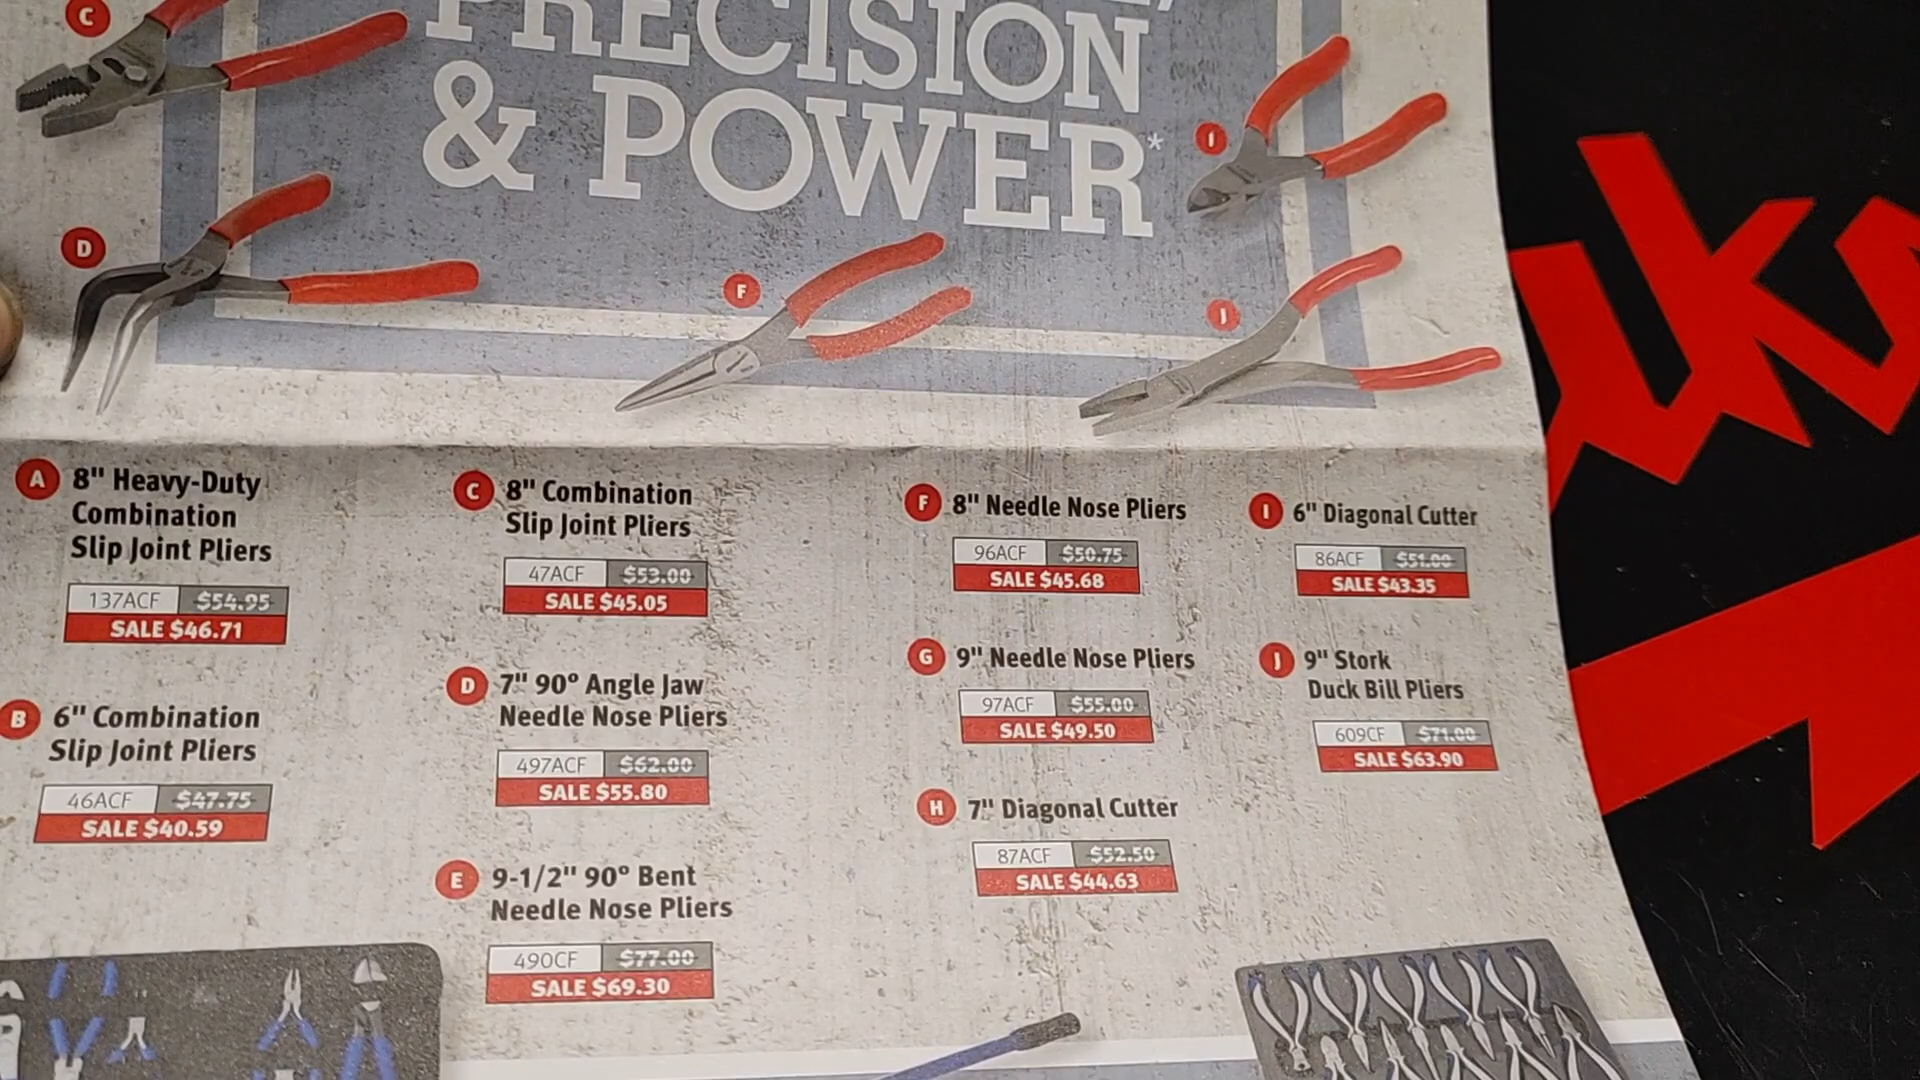 PRECISION
& POWER*
C
D
F
I
J
A 8" Heavy-Duty
Combination
Slip Joint Pliers
137ACF $54.95
SALE $46.71
B 6" Combination
Slip Joint Pliers
46ACF $47.75
SALE $40.59
C 8" Combination
Slip Joint Pliers
47ACF $53.00
SALE $45.05
D 7" 90° Angle Jaw
Needle Nose Pliers
497ACF $62.00
SALE $55.80
E 9-1/2" 90° Bent
Needle Nose Pliers
490CF $77.00
SALE $69.30
F 8" Needle Nose Pliers
96ACF $50.75
SALE $45.68
G 9" Needle Nose Pliers
97ACF $55.00
SALE $49.50
H 7" Diagonal Cutter
87ACF $52.50
SALE $44.63
I 6" Diagonal Cutter
86ACF $51.00
SALE $43.35
J 9" Stork
Duck Bill Pliers
609CF $71.00
SALE $63.90